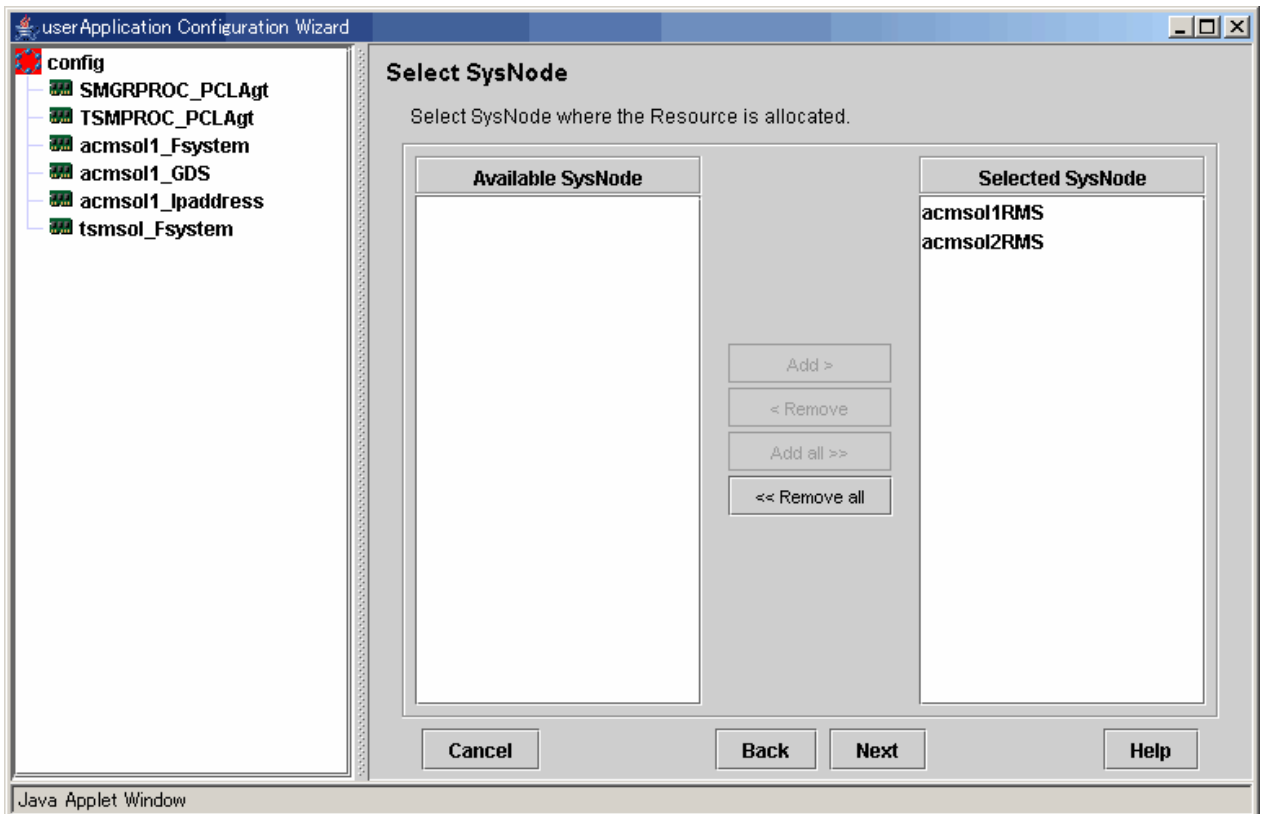 userApplication Configuration Wizard
config
SMGRPROC_PCLAgt
TSMPROC_PCLAgt
acmsol1_Fsystem
acmsol1_GDS
acmsol1_Ipaddress
tsmsol_Fsystem
Select SysNode
Select SysNode where the Resource is allocated.
Available SysNode
Selected SysNode
acmsol1RMS
acmsol2RMS
Add >
< Remove
Add all >>
<< Remove all
Cancel
Back
Next
Help
Java Applet Window